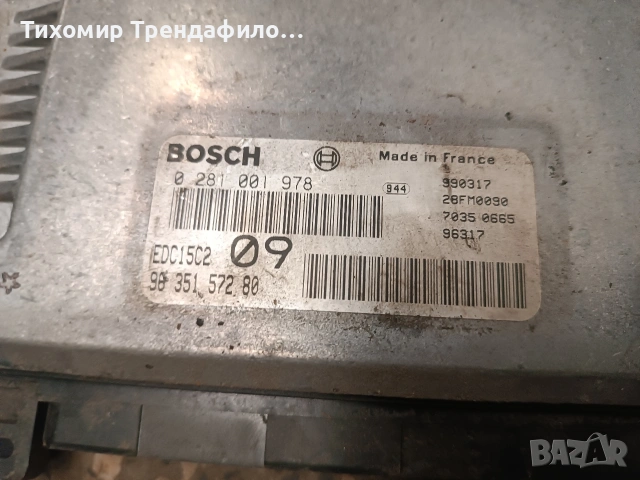 Тихомир Трендафило...
BOSCH
Made in France
0 281 001 978
944
990317
28FM0090
7035 0665
96317
EDC15C2
09
96 351 572 80
BAZAR